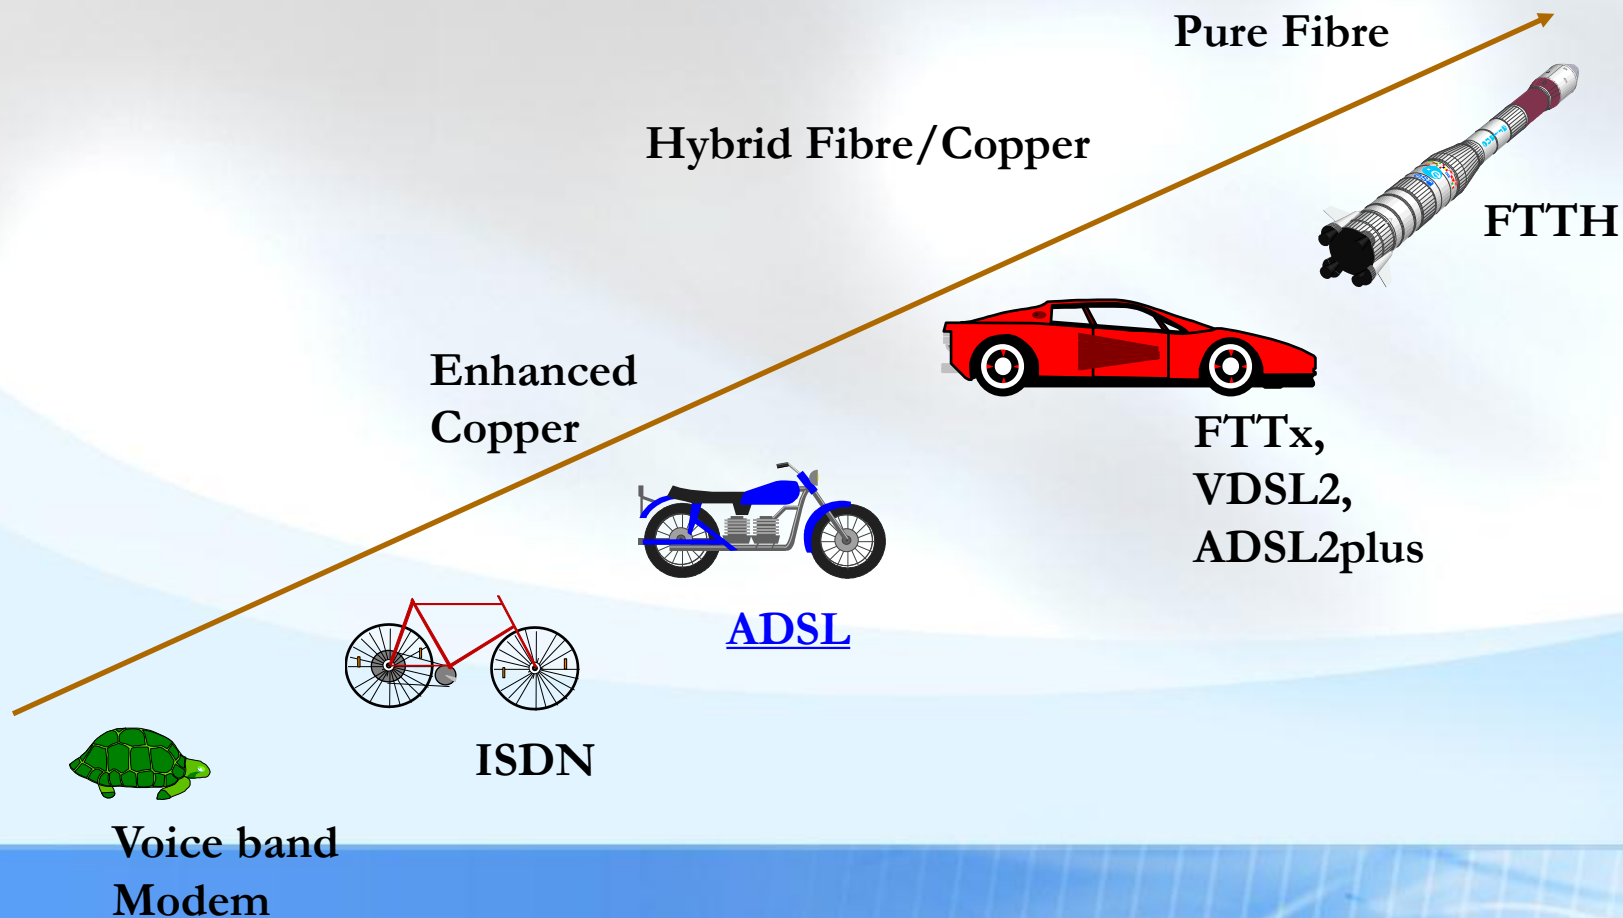 Pure Fibre
Hybrid Fibre/Copper
FTTH
Enhanced
Copper
FTTx,
VDSL2,
ADSL2plus
ADSL
ISDN
Voice band
Modem